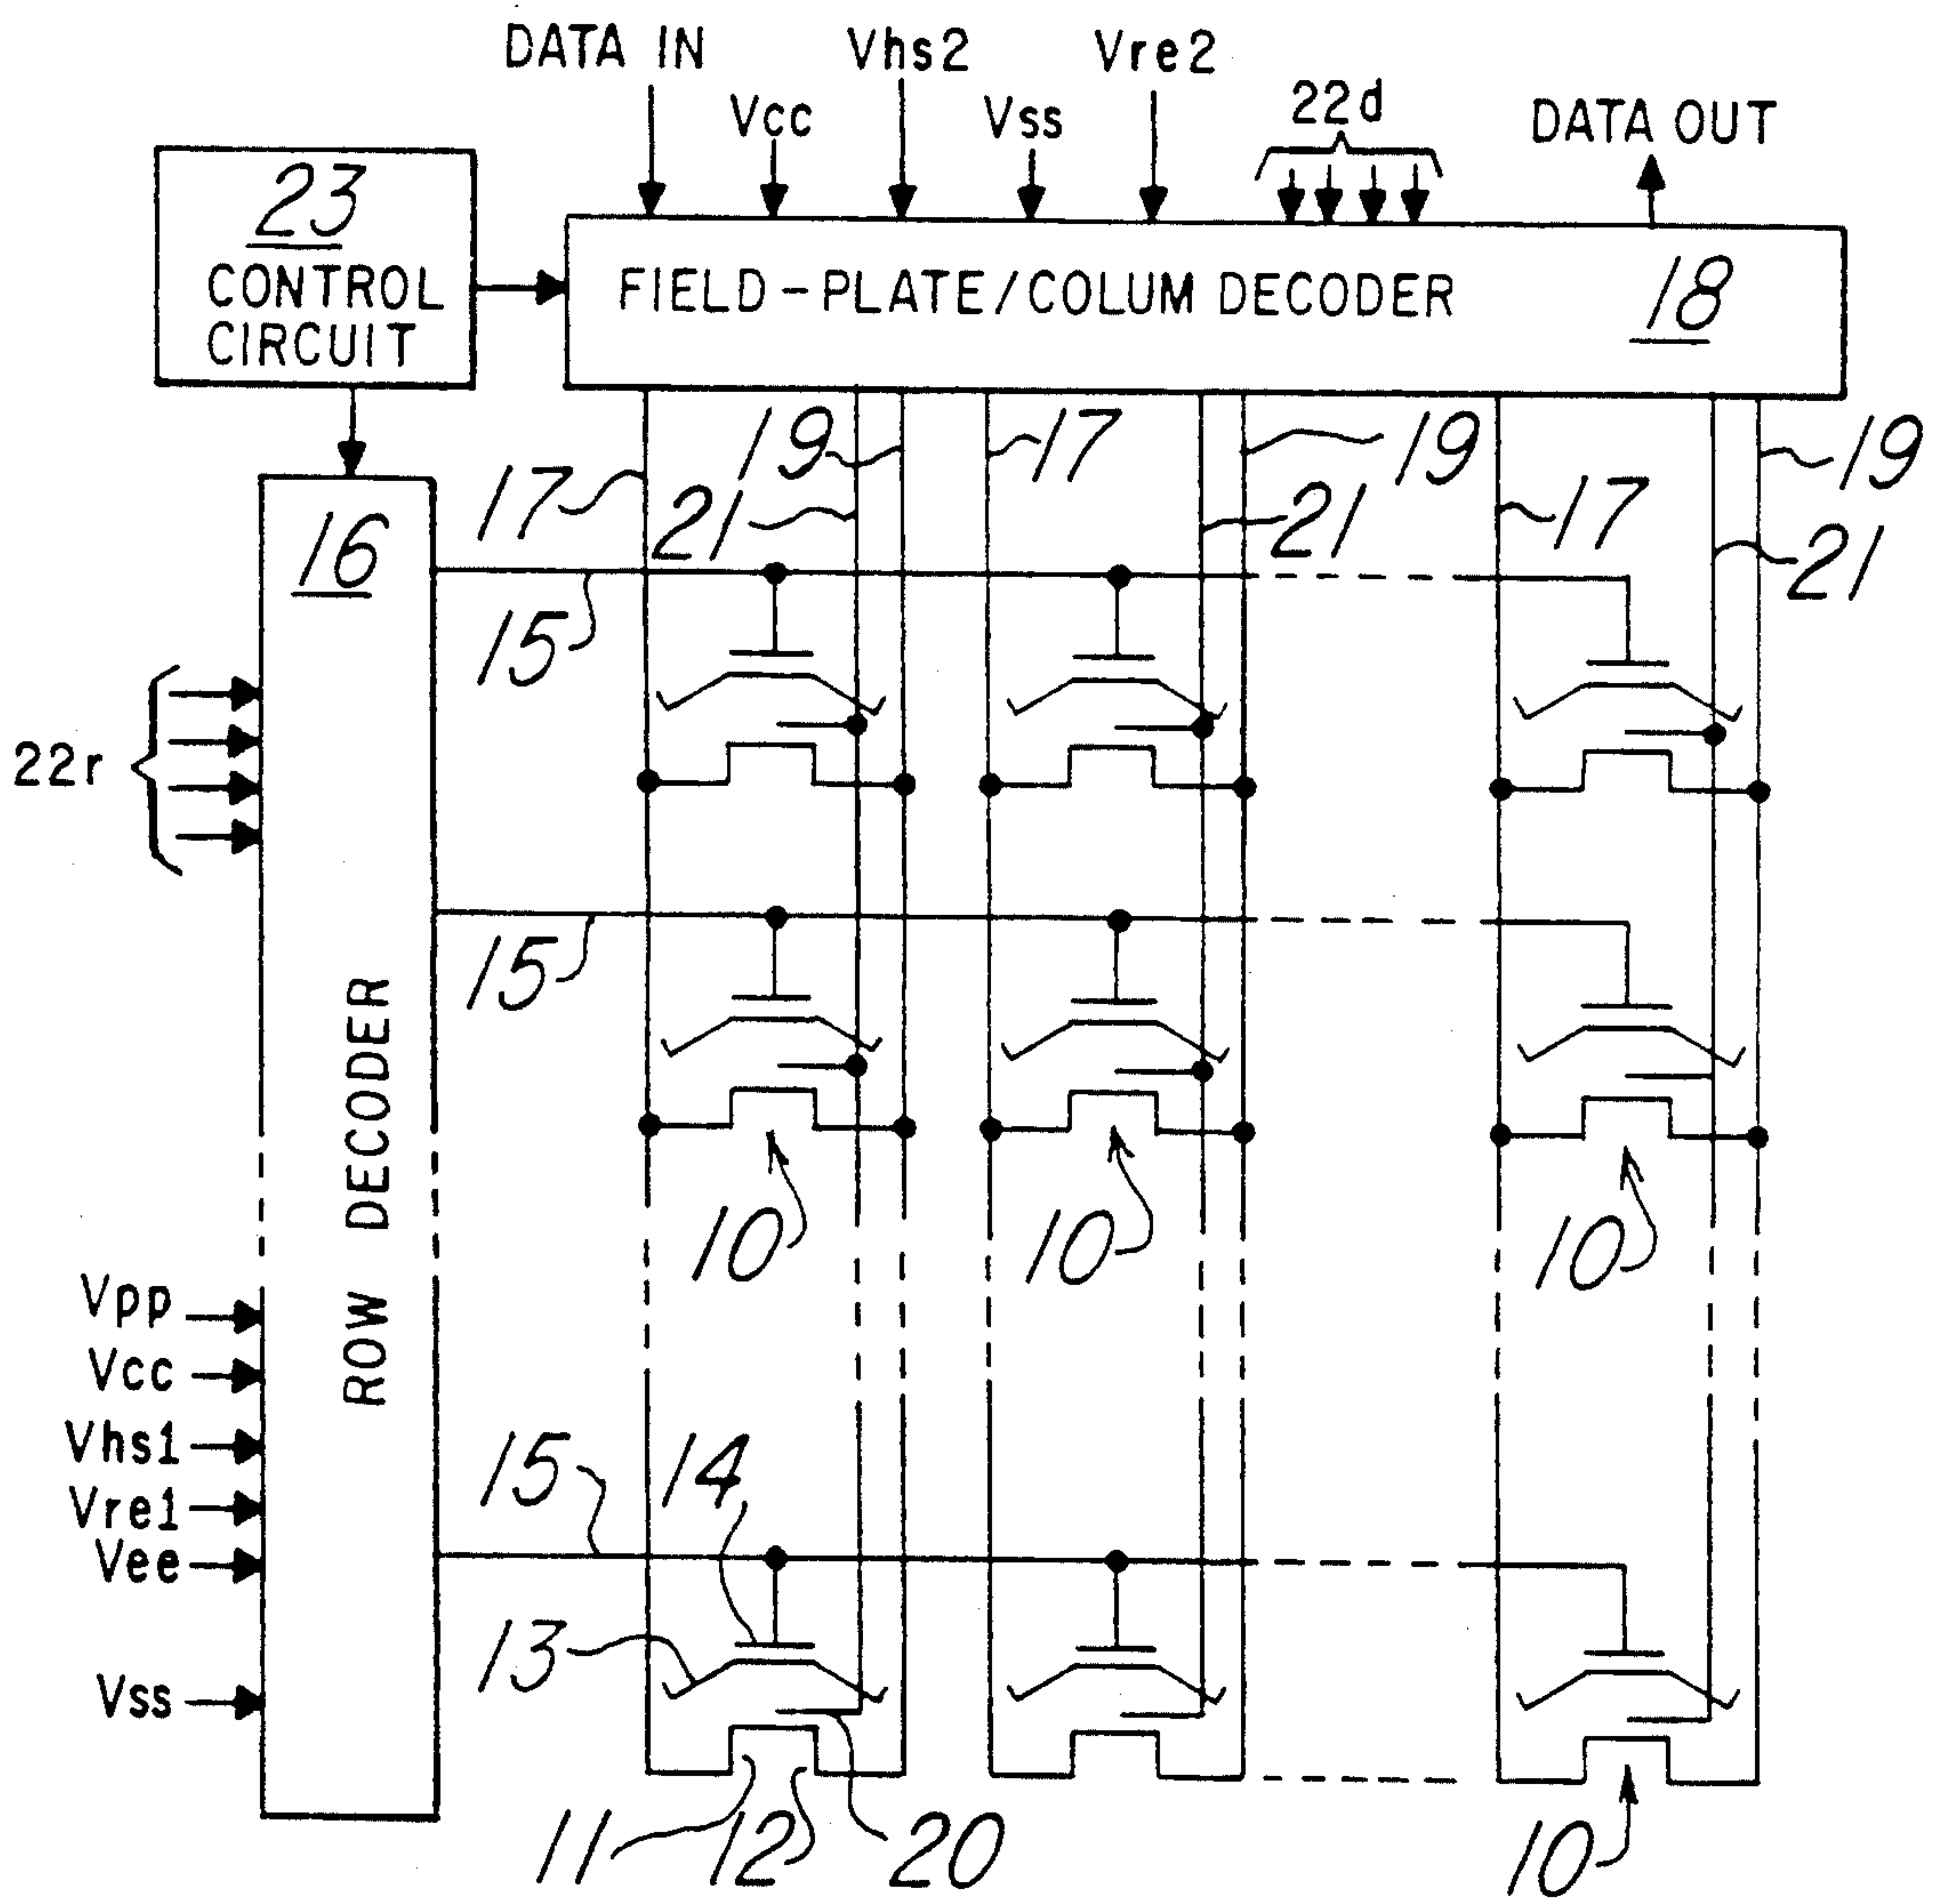 DATA IN
Vhs2
Vre2
Vcc
Vss
22d
DATA OUT
23
CONTROL
CIRCUIT
FIELD-PLATE/COLUM DECODER
18
17
19
21
17
19
21
17
19
21
16
ROW DECODER
15
22r
15
10
10
10
Vpp
Vcc
Vhs1
Vre1
Vee
Vss
15
14
13
11
12
20
10